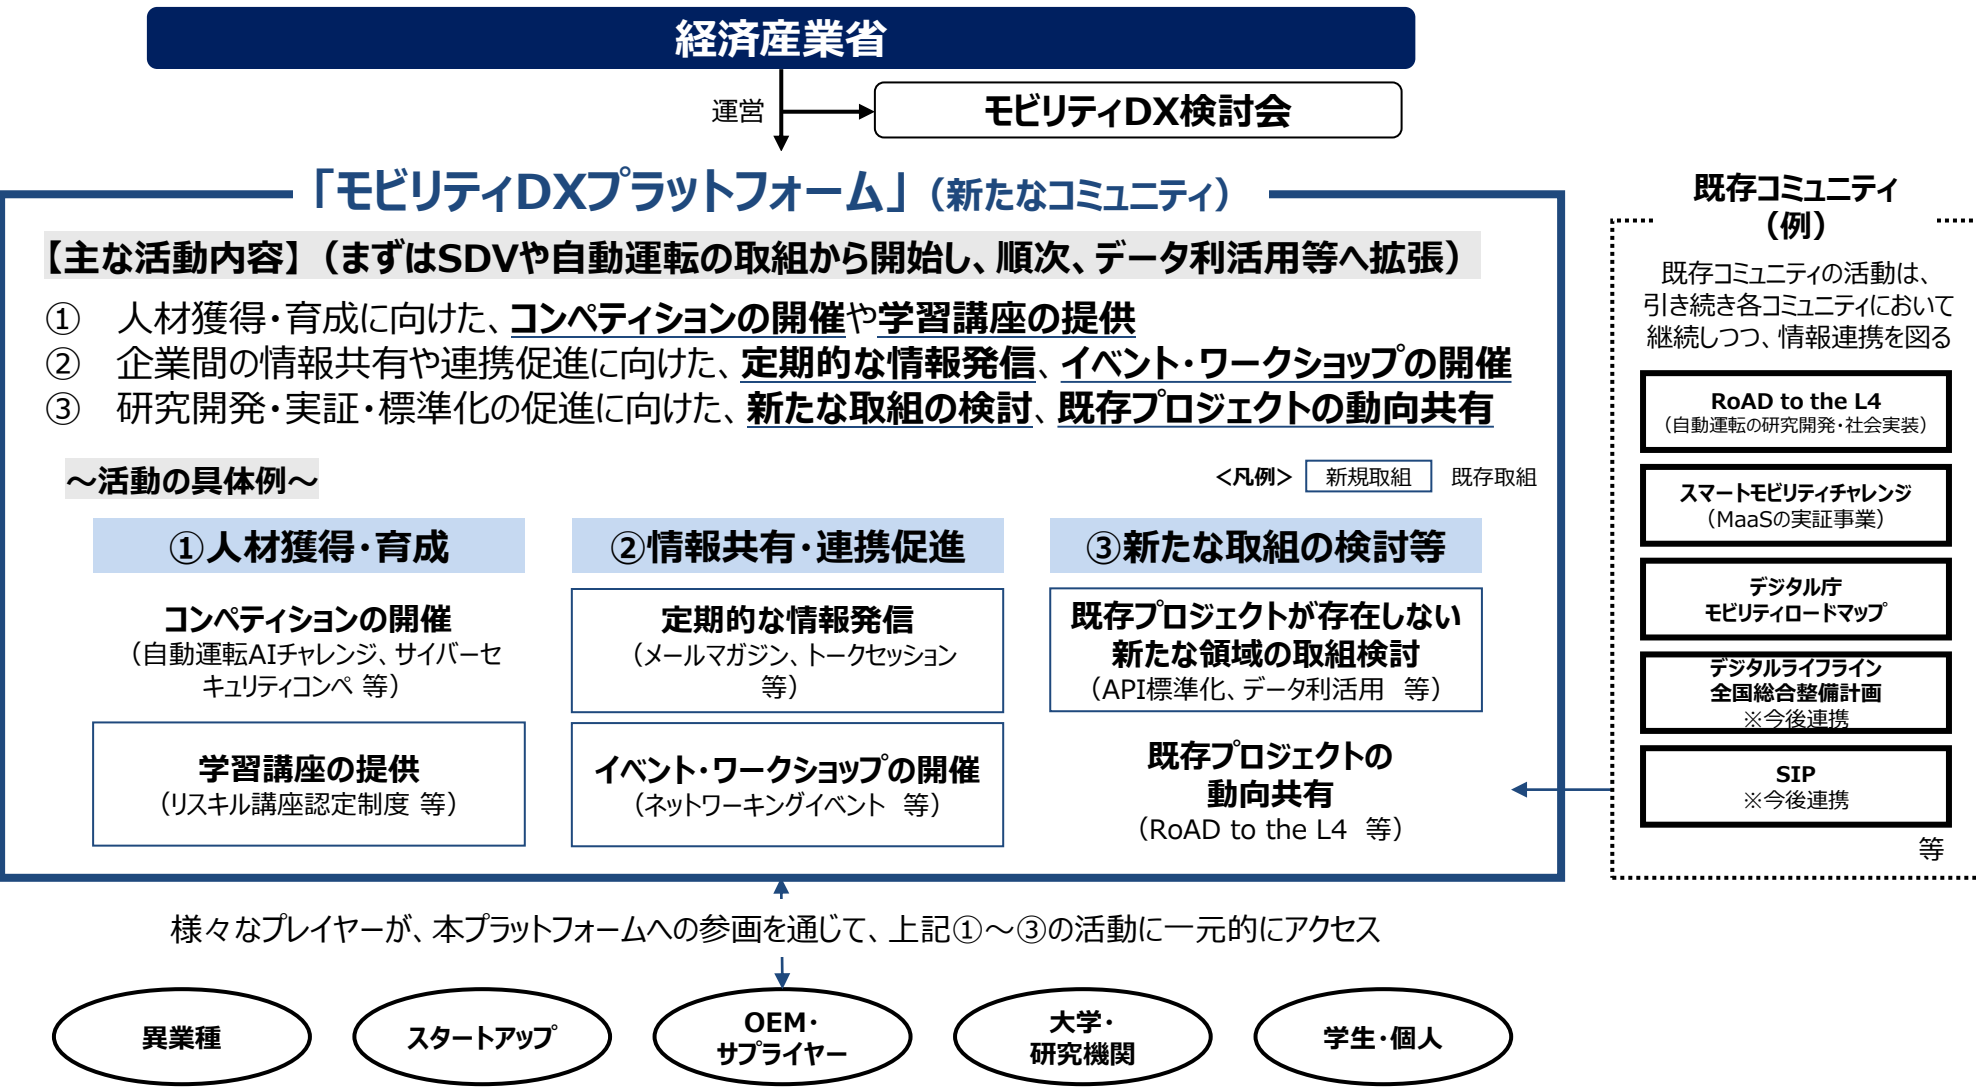 経済産業省
運営
モビリティDX検討会
「モビリティDXプラットフォーム」（新たなコミュニティ）
【主な活動内容】（まずはSDVや自動運転の取組から開始し、順次、データ利活用等へ拡張）
① 人材獲得・育成に向けた、コンペティションの開催や学習講座の提供
② 企業間の情報共有や連携促進に向けた、定期的な情報発信、イベント・ワークショップの開催
③ 研究開発・実証・標準化の促進に向けた、新たな取組の検討、既存プロジェクトの動向共有
～活動の具体例～
<凡例> 新規取組 既存取組
①人材獲得・育成
コンペティションの開催
（自動運転AIチャレンジ、サイバーセ
キュリティコンペ 等）
学習講座の提供
（リスキル講座認定制度 等）
②情報共有・連携促進
定期的な情報発信
（メールマガジン、トークセッション
等）
イベント・ワークショップの開催
（ネットワーキングイベント 等）
③新たな取組の検討等
既存プロジェクトが存在しない
新たな領域の取組検討
（API標準化、データ利活用 等）
既存プロジェクトの
動向共有
（RoAD to the L4 等）
既存コミュニティ
（例）
既存コミュニティの活動は、
引き続き各コミュニティにおいて
継続しつつ、情報連携を図る
RoAD to the L4
（自動運転の研究開発・社会実装）
スマートモビリティチャレンジ
（MaaSの実証事業）
デジタル庁
モビリティロードマップ
デジタルライフライン
全国総合整備計画
※今後連携
SIP
※今後連携
等
様々なプレイヤーが、本プラットフォームへの参画を通じて、上記①～③の活動に一元的にアクセス
異業種
スタートアップ
OEM・
サプライヤー
大学・
研究機関
学生・個人